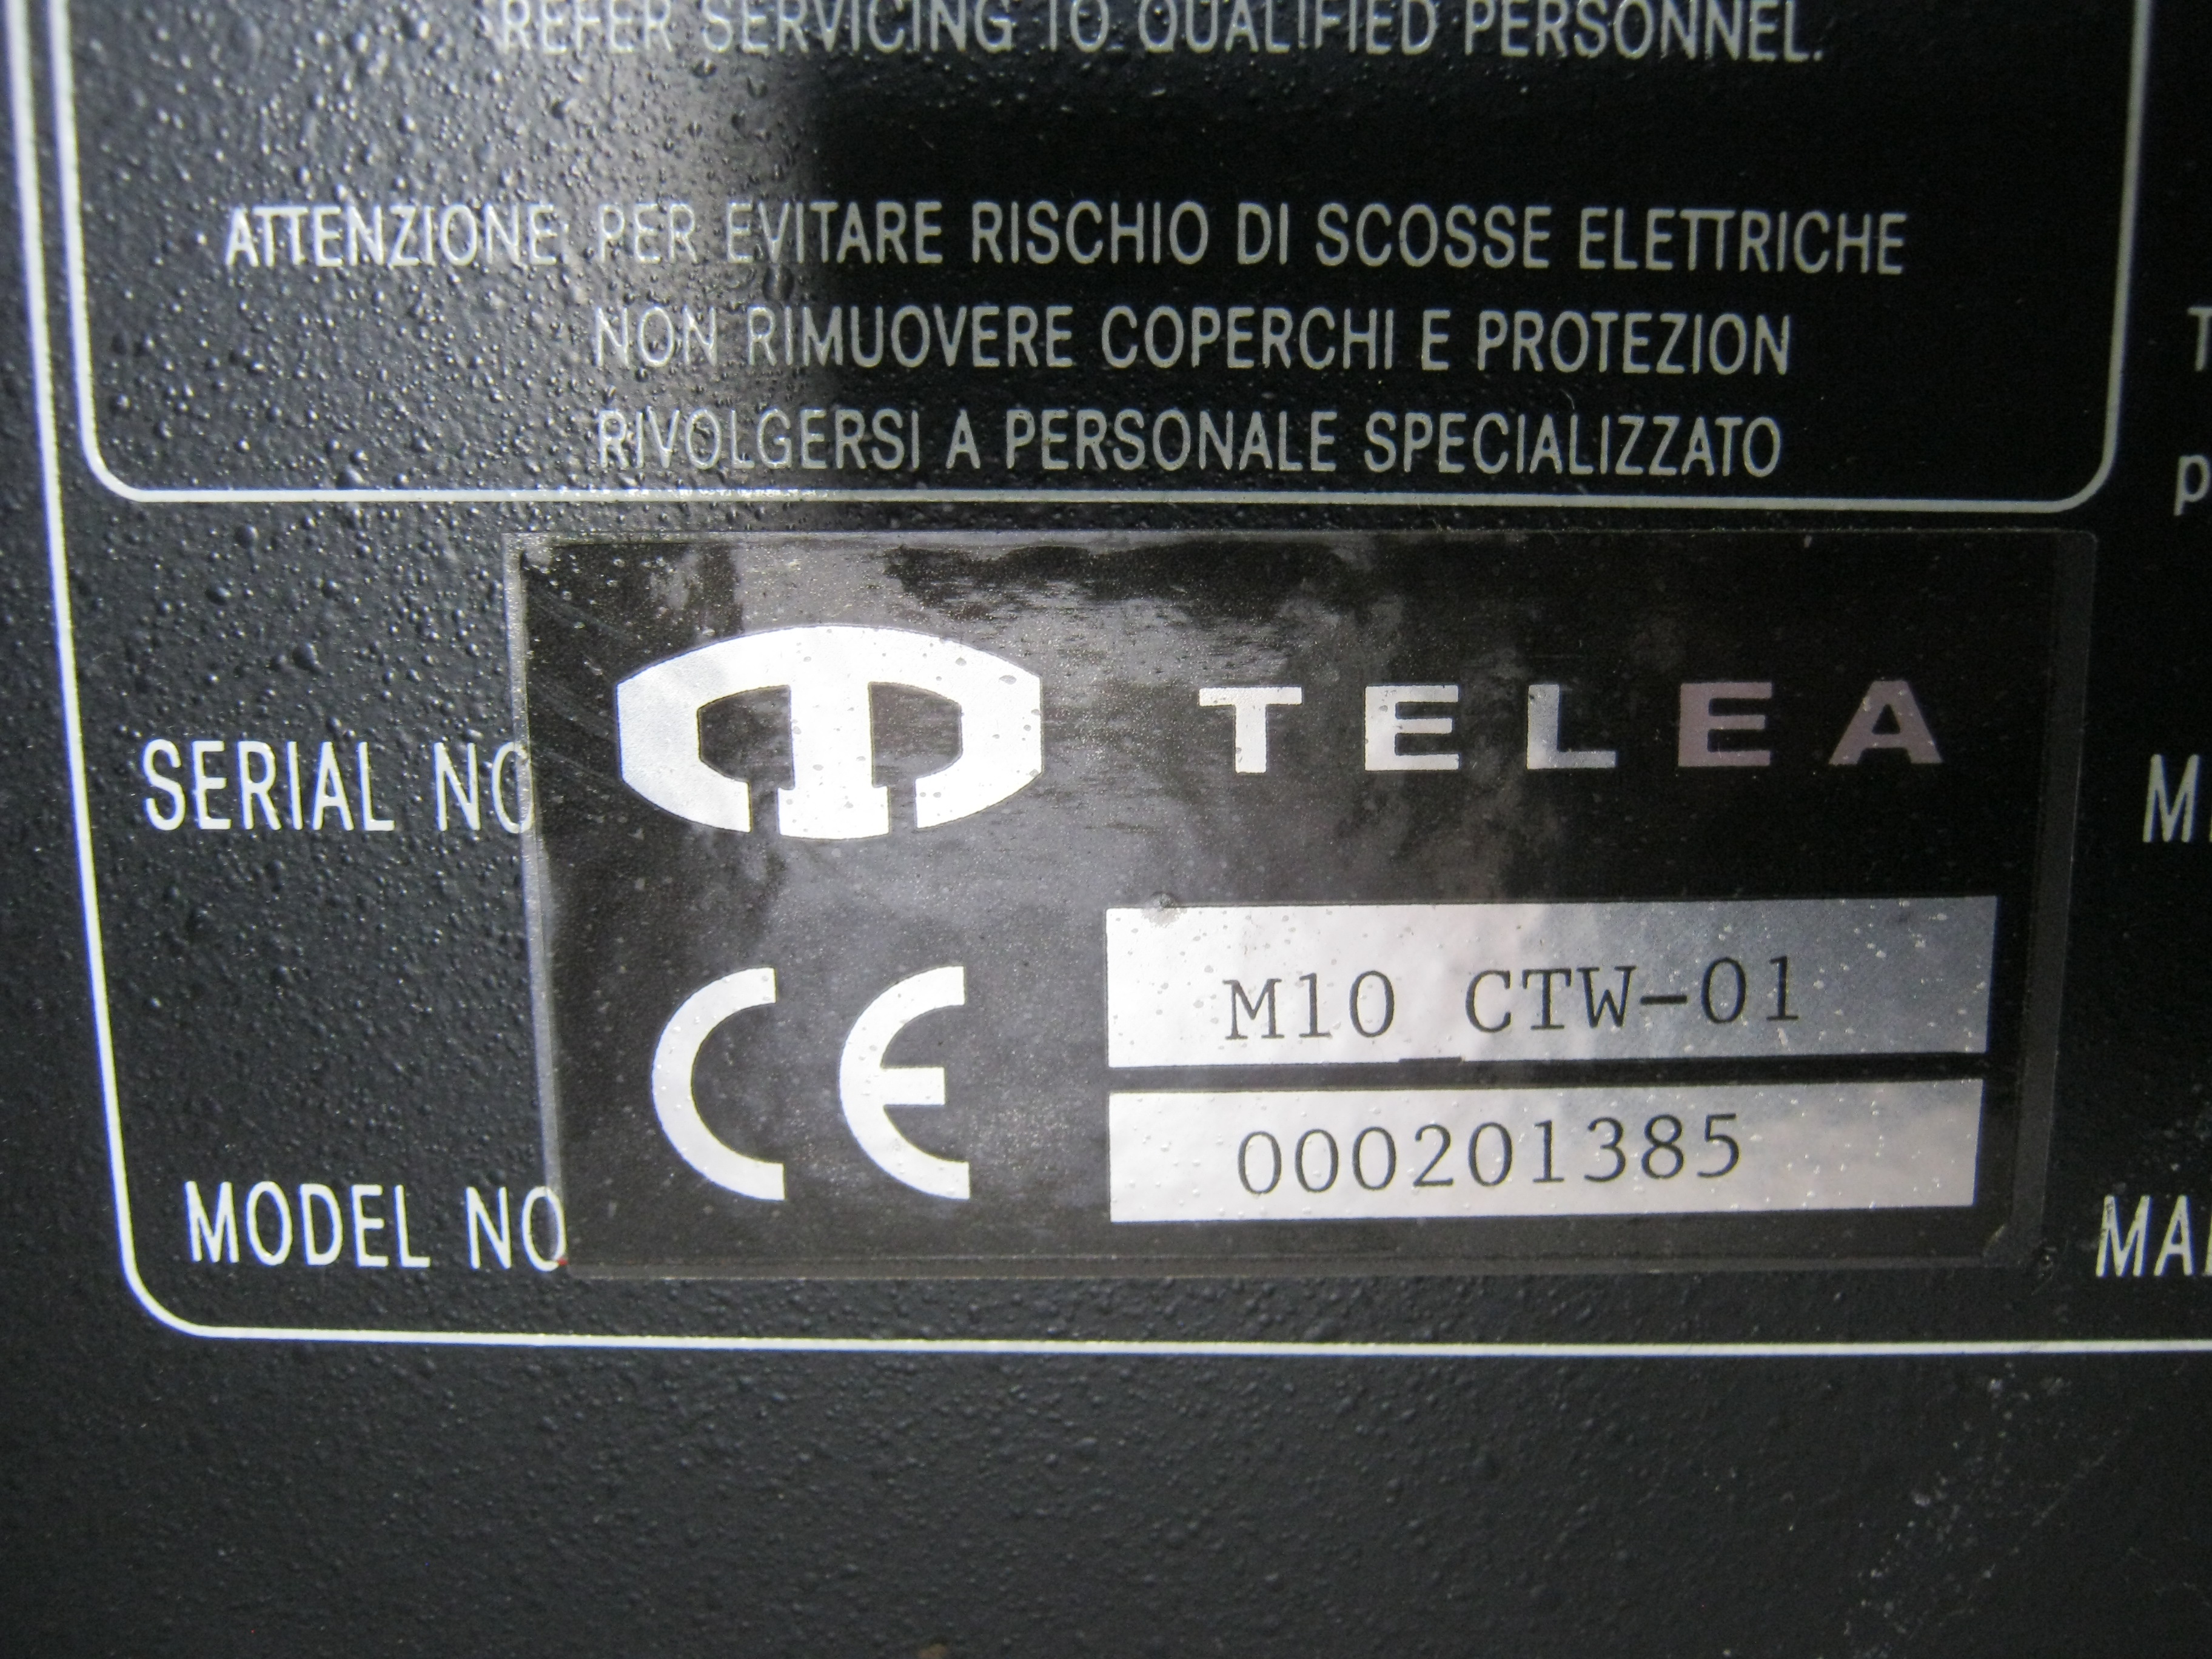 REFER SERVICING TO QUALIFIED PERSONNEL.
ATTENZIONE: PER EVITARE RISCHIO DI SCOSSE ELETTRICHE
NON RIMUOVERE COPERCHI E PROTEZION
RIVOLGERSI A PERSONALE SPECIALIZZATO
SERIAL NO
TELEA
CE
M10 CTW-01
000201385
MODEL NO